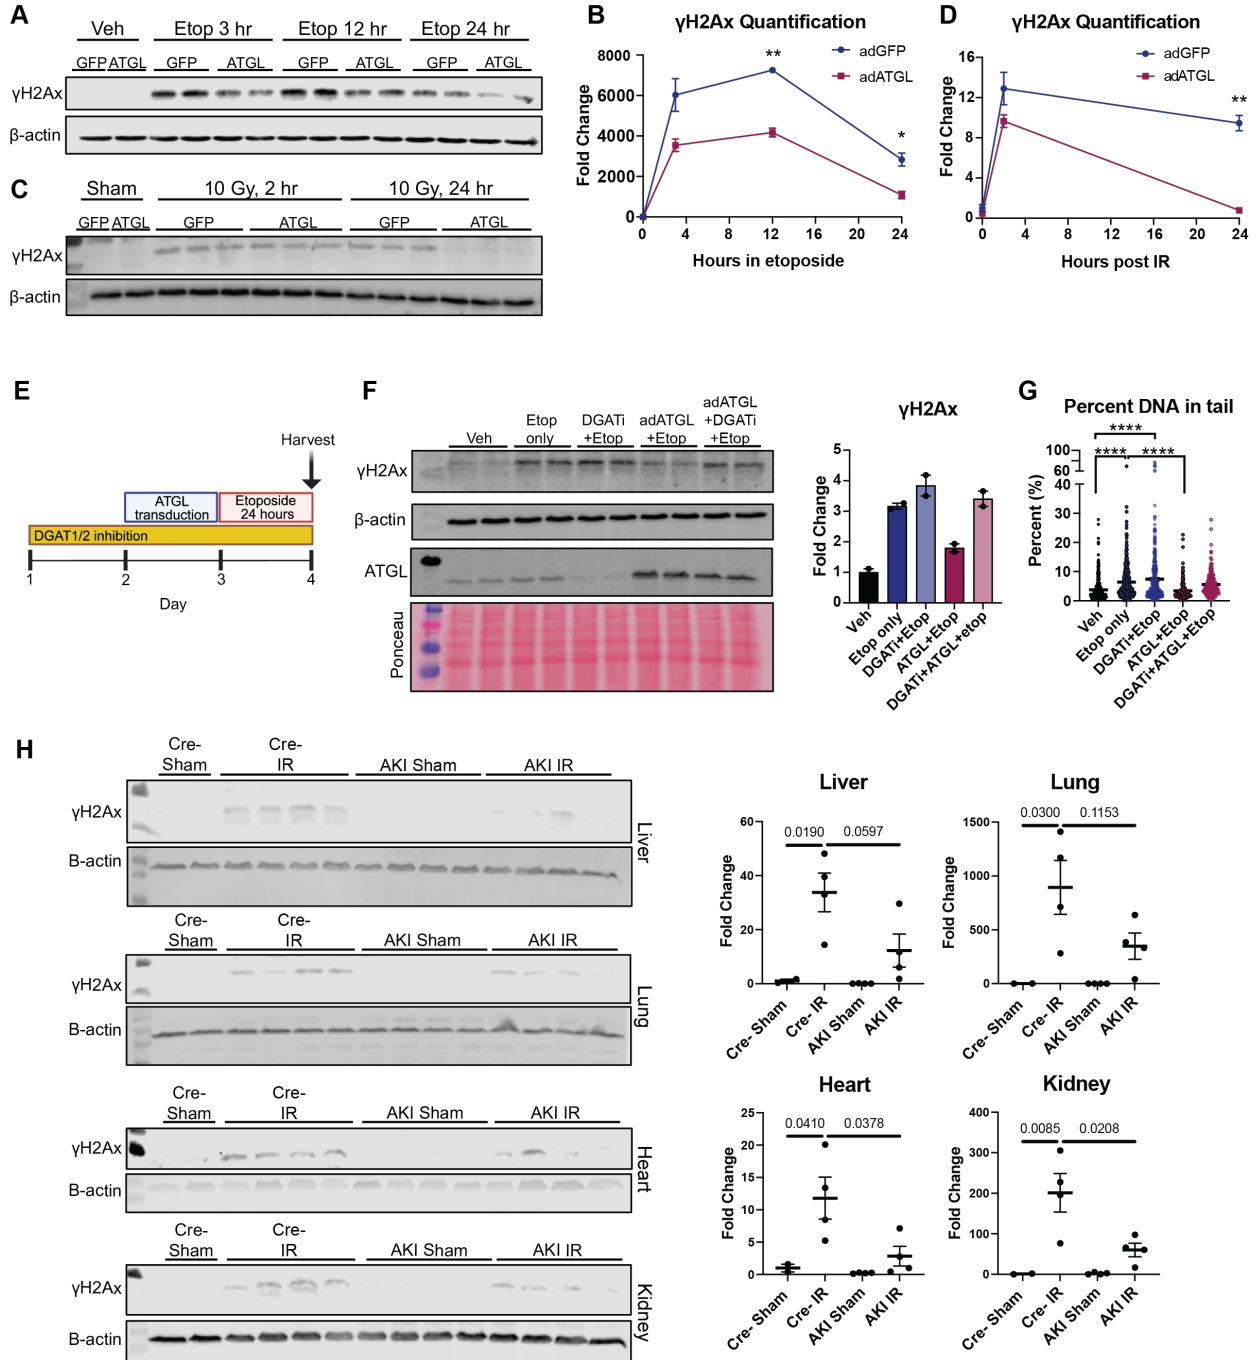 A
Veh
Etop 3 hr
Etop 12 hr
Etop 24 hr
GFP ATGL GFP ATGL GFP ATGL GFP ATGL
γH2Ax
β-actin
B
γH2Ax Quantification
adGFP
adATGL
Fold Change
8000
6000
4000
2000
0
**
*
0 4 8 12 16 20 24
Hours in etoposide
D
γH2Ax Quantification
adGFP
adATGL
Fold Change
16
12
8
4
0
**
0 4 8 12 16 20 24
Hours post IR
C
Sham
10 Gy, 2 hr
10 Gy, 24 hr
GFP ATGL GFP ATGL GFP ATGL
γH2Ax
β-actin
E
Harvest
ATGL
transduction
Etoposide
24 hours
DGAT1/2 inhibition
1 2 3 4
Day
F
Veh
Etop
only
DGATi
+Etop
adATGL
+Etop
adATGL
+DGATi
+Etop
γH2Ax
β-actin
ATGL
Ponceau
γH2Ax
Fold Change
5
4
3
2
1
0
Veh
Etop only
DGATi+Etop
ATGL+Etop
DGATi+ATGL+etop
G
Percent DNA in tail
Percent (%)
100
60
40
30
20
10
0
****
**** ****
Veh
Etop only
DGATi+Etop
ATGL+Etop
DGATi+ATGL+Etop
H
Cre-
Sham
Cre-
IR
AKI Sham
AKI IR
γH2Ax
B-actin
Liver
Cre-
Sham
Cre-
IR
AKI Sham
AKI IR
γH2Ax
B-actin
Lung
Cre-
Sham
Cre-
IR
AKI Sham
AKI IR
γH2Ax
B-actin
Heart
Cre-
Sham
Cre-
IR
AKI Sham
AKI IR
γH2Ax
B-actin
Kidney
Liver
Fold Change
60
40
20
0
0.0190 0.0597
Cre- Sham
Cre- IR
AKI Sham
AKI IR
Lung
Fold Change
1500
1000
500
0
0.0300 0.1153
Cre- Sham
Cre- IR
AKI Sham
AKI IR
Heart
Fold Change
25
20
15
10
5
0
0.0410 0.0378
Cre- Sham
Cre- IR
AKI Sham
AKI IR
Kidney
Fold Change
400
300
200
100
0
0.0085 0.0208
Cre- Sham
Cre- IR
AKI Sham
AKI IR